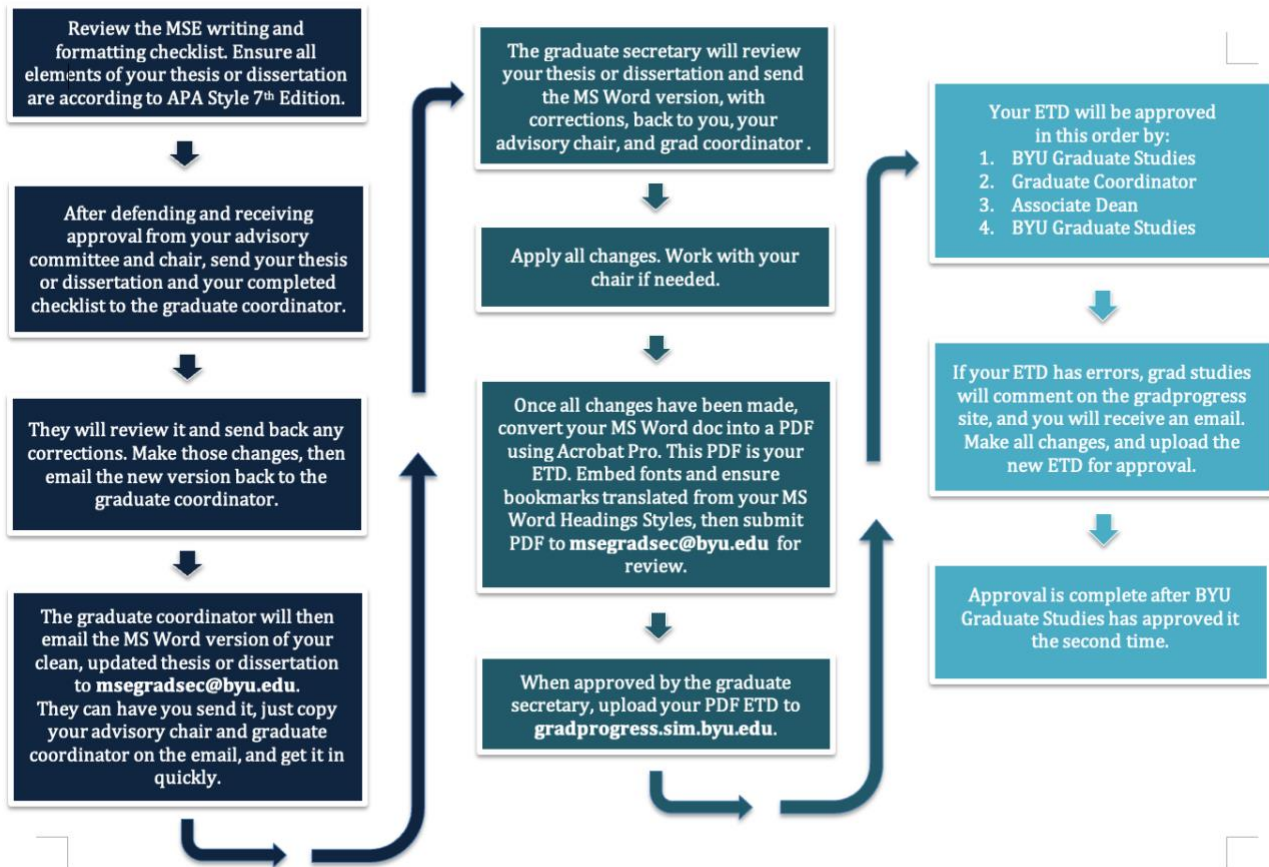 Review the MSE writing and
formatting checklist. Ensure all
elements of your thesis or dissertation
are according to APA Style 7th Edition.
After defending and receiving
approval from your advisory
committee and chair, send your thesis
or dissertation and your completed
checklist to the graduate coordinator.
They will review it and send back any
corrections. Make those changes, then
email the new version back to the
graduate coordinator.
The graduate coordinator will then
email the MS Word version of your
clean, updated thesis or dissertation
to msegradsec@byu.edu.
They can have you send it, just copy
your advisory chair and graduate
coordinator on the email, and get it in
quickly.
The graduate secretary will review
your thesis or dissertation and send
the MS Word version, with
corrections, back to you, your
advisory chair, and grad coordinator .
Apply all changes. Work with your
chair if needed.
Once all changes have been made,
convert your MS Word doc into a PDF
using Acrobat Pro. This PDF is your
ETD. Embed fonts and ensure
bookmarks translated from your MS
Word Headings Styles, then submit
PDF to msegradsec@byu.edu for
review.
When approved by the graduate
secretary, upload your PDF ETD to
gradprogress.sim.byu.edu.
Your ETD will be approved
in this order by:
1. BYU Graduate Studies
2. Graduate Coordinator
3. Associate Dean
4. BYU Graduate Studies
If your ETD has errors, grad studies
will comment on the gradprogress
site, and you will receive an email.
Make all changes, and upload the
new ETD for approval.
Approval is complete after BYU
Graduate Studies has approved it
the second time.